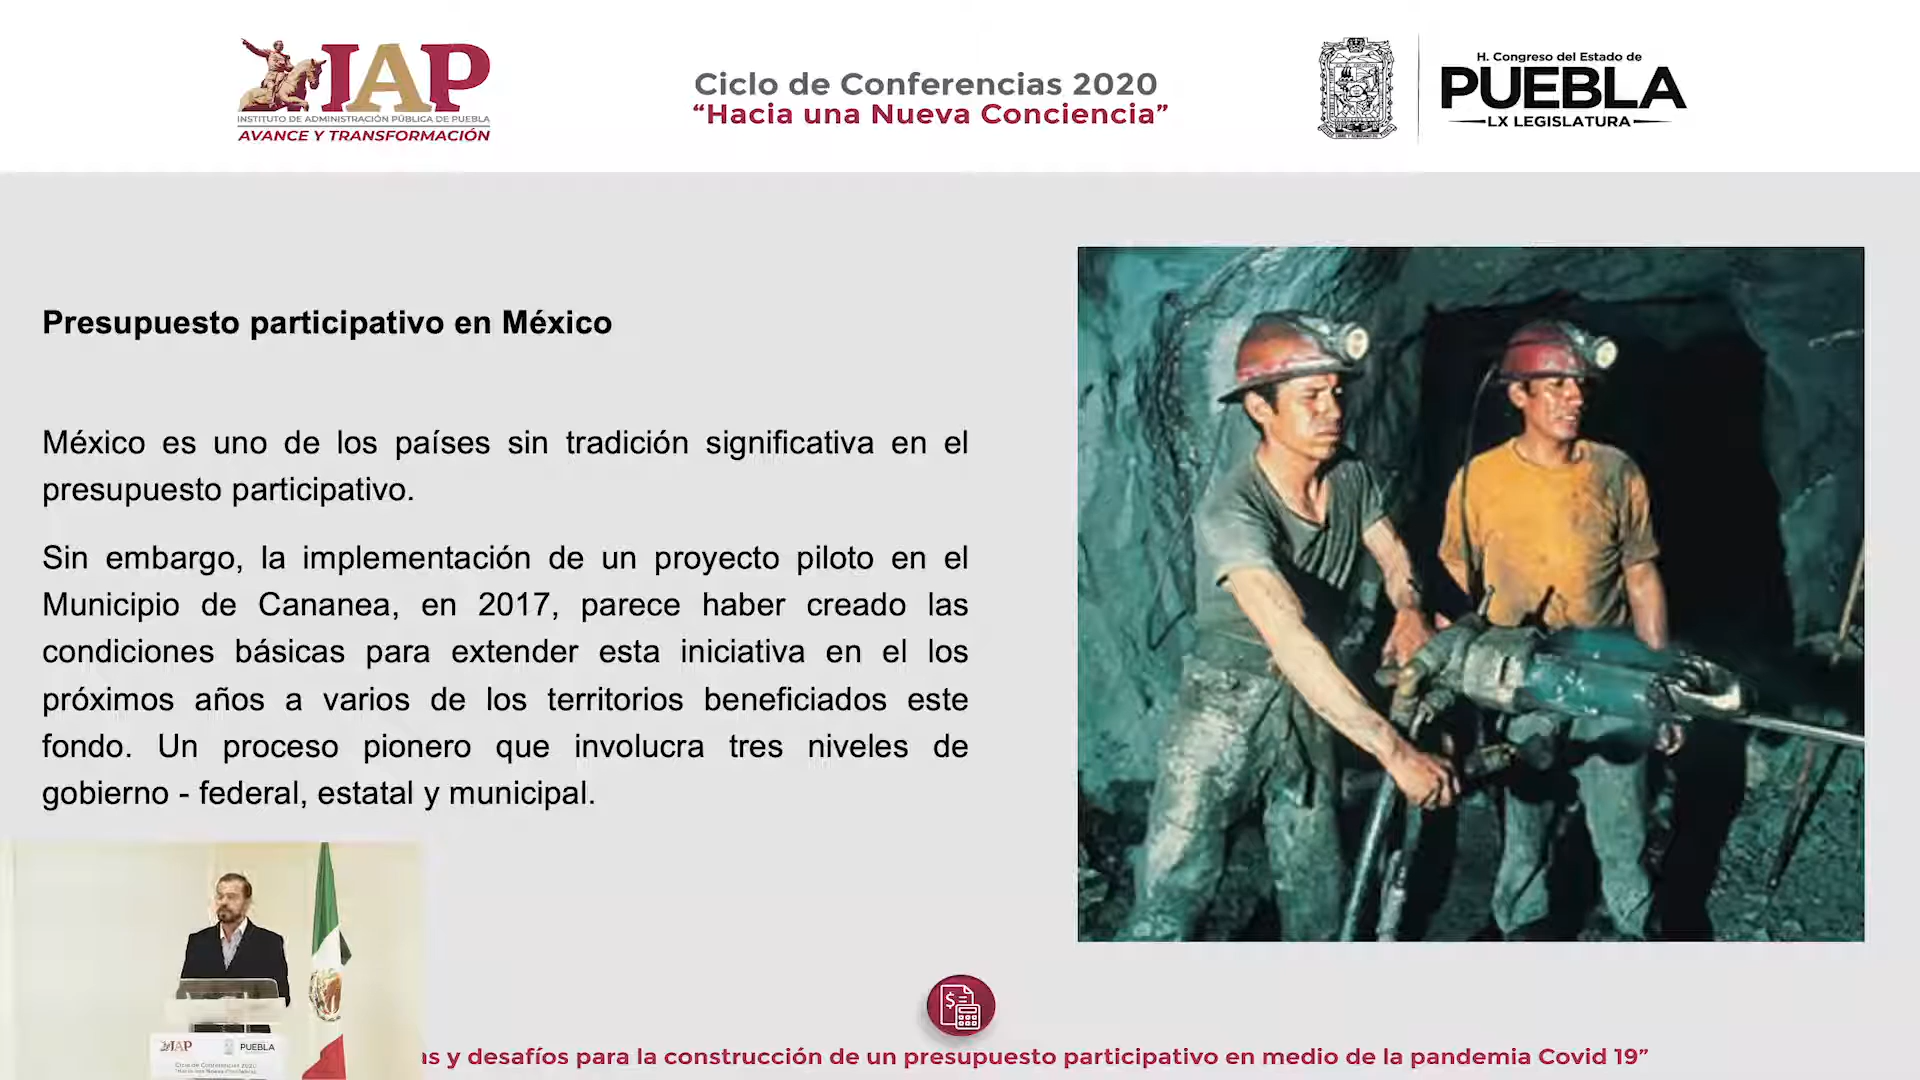 IAP
INSTITUTO DE ADMINISTRACIÓN PÚBLICA DE PUEBLA
AVANCE Y TRANSFORMACIÓN
Ciclo de Conferencias 2020
“Hacia una Nueva Conciencia”
H. Congreso del Estado de
PUEBLA
LX LEGISLATURA
Presupuesto participativo en México
México es uno de los países sin tradición significativa en el
presupuesto participativo.
Sin embargo, la implementación de un proyecto piloto en el
Municipio de Cananea, en 2017, parece haber creado las
condiciones básicas para extender esta iniciativa en el los
próximos años a varios de los territorios beneficiados este
fondo. Un proceso pionero que involucra tres niveles de
gobierno - federal, estatal y municipal.
IAP
PUEBLA
Ciclo de Conferencias 2020
“Hacia una Nueva Conciencia”
as y desafíos para la construcción de un presupuesto participativo en medio de la pandemia Covid 19”